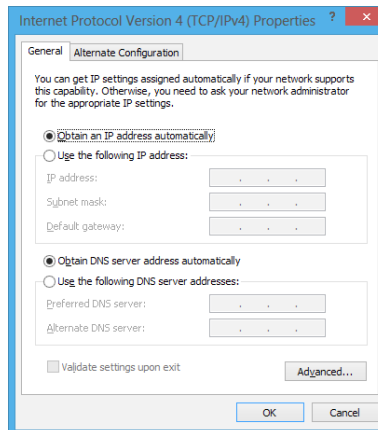 Internet Protocol Version 4 (TCP/IPv4) Properties ? x
General Alternate Configuration
You can get IP settings assigned automatically if your network supports
this capability. Otherwise, you need to ask your network administrator
for the appropriate IP settings.
Obtain an IP address automatically
Use the following IP address:
IP address:
Subnet mask:
Default gateway:
Obtain DNS server address automatically
Use the following DNS server addresses:
Preferred DNS server:
Alternate DNS server:
Validate settings upon exit
Advanced...
OK Cancel